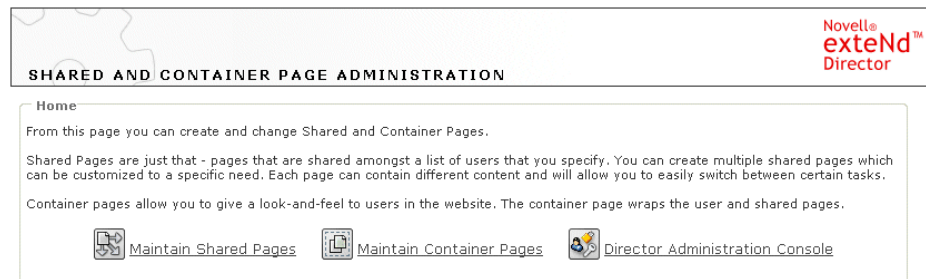 Novell®
exteNd™
Director
SHARED AND CONTAINER PAGE ADMINISTRATION
Home
From this page you can create and change Shared and Container Pages.
Shared Pages are just that - pages that are shared amongst a list of users that you specify. You can create multiple shared pages which
can be customized to a specific need. Each page can contain different content and will allow you to easily switch between certain tasks.
Container pages allow you to give a look-and-feel to users in the website. The container page wraps the user and shared pages.
Maintain Shared Pages Maintain Container Pages Director Administration Console